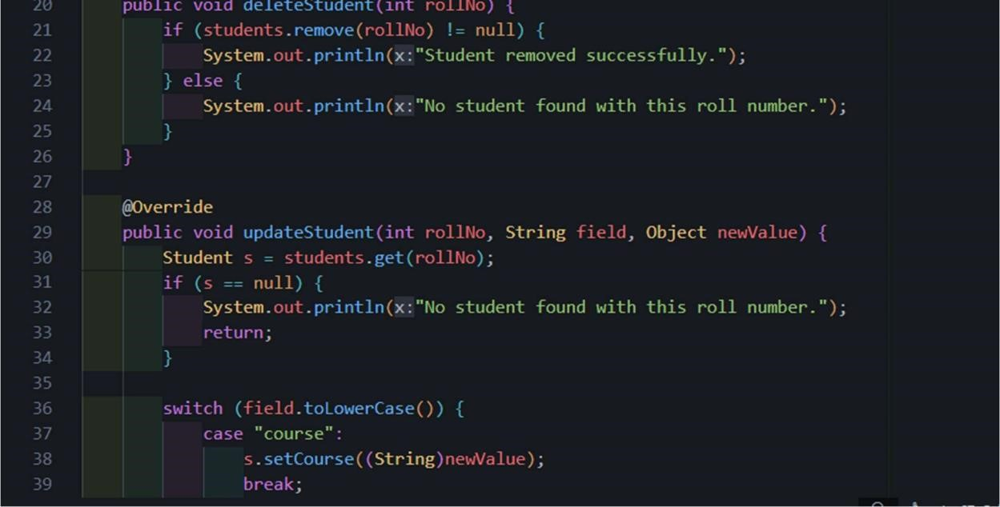 20 public void deleteStudent(int rollNo) {
21 if (students.remove(rollNo) != null) {
22 System.out.println(x:"Student removed successfully.");
23 } else {
24 System.out.println(x:"No student found with this roll number.");
25 }
26 }
27
28 @Override
29 public void updateStudent(int rollNo, String field, Object newValue) {
30 Student s = students.get(rollNo);
31 if (s == null) {
32 System.out.println(x:"No student found with this roll number.");
33 return;
34 }
35
36 switch (field.toLowerCase()) {
37 case "course":
38 s.setCourse((String)newValue);
39 break;